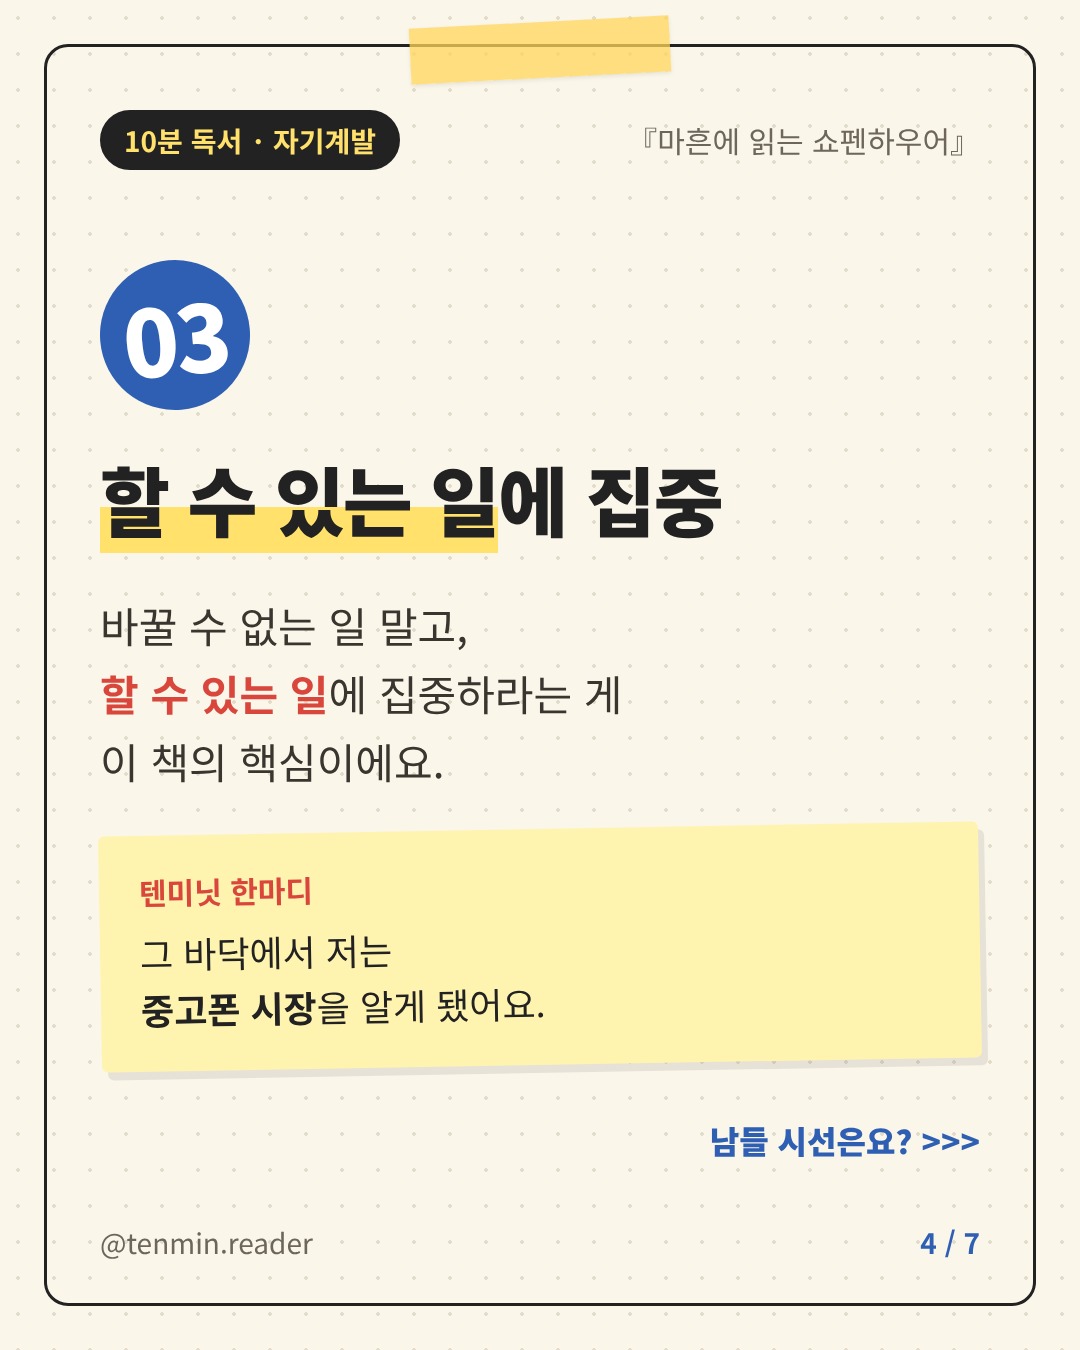 10분 독서 · 자기계발
『마흔에 읽는 쇼펜하우어』
03
할 수 있는 일에 집중
바꿀 수 없는 일 말고,
할 수 있는 일에 집중하라는 게
이 책의 핵심이에요.
텐미닛 한마디
그 바닥에서 저는
중고폰 시장을 알게 됐어요.
남들 시선은요? >>>
@tenmin.reader
4 / 7